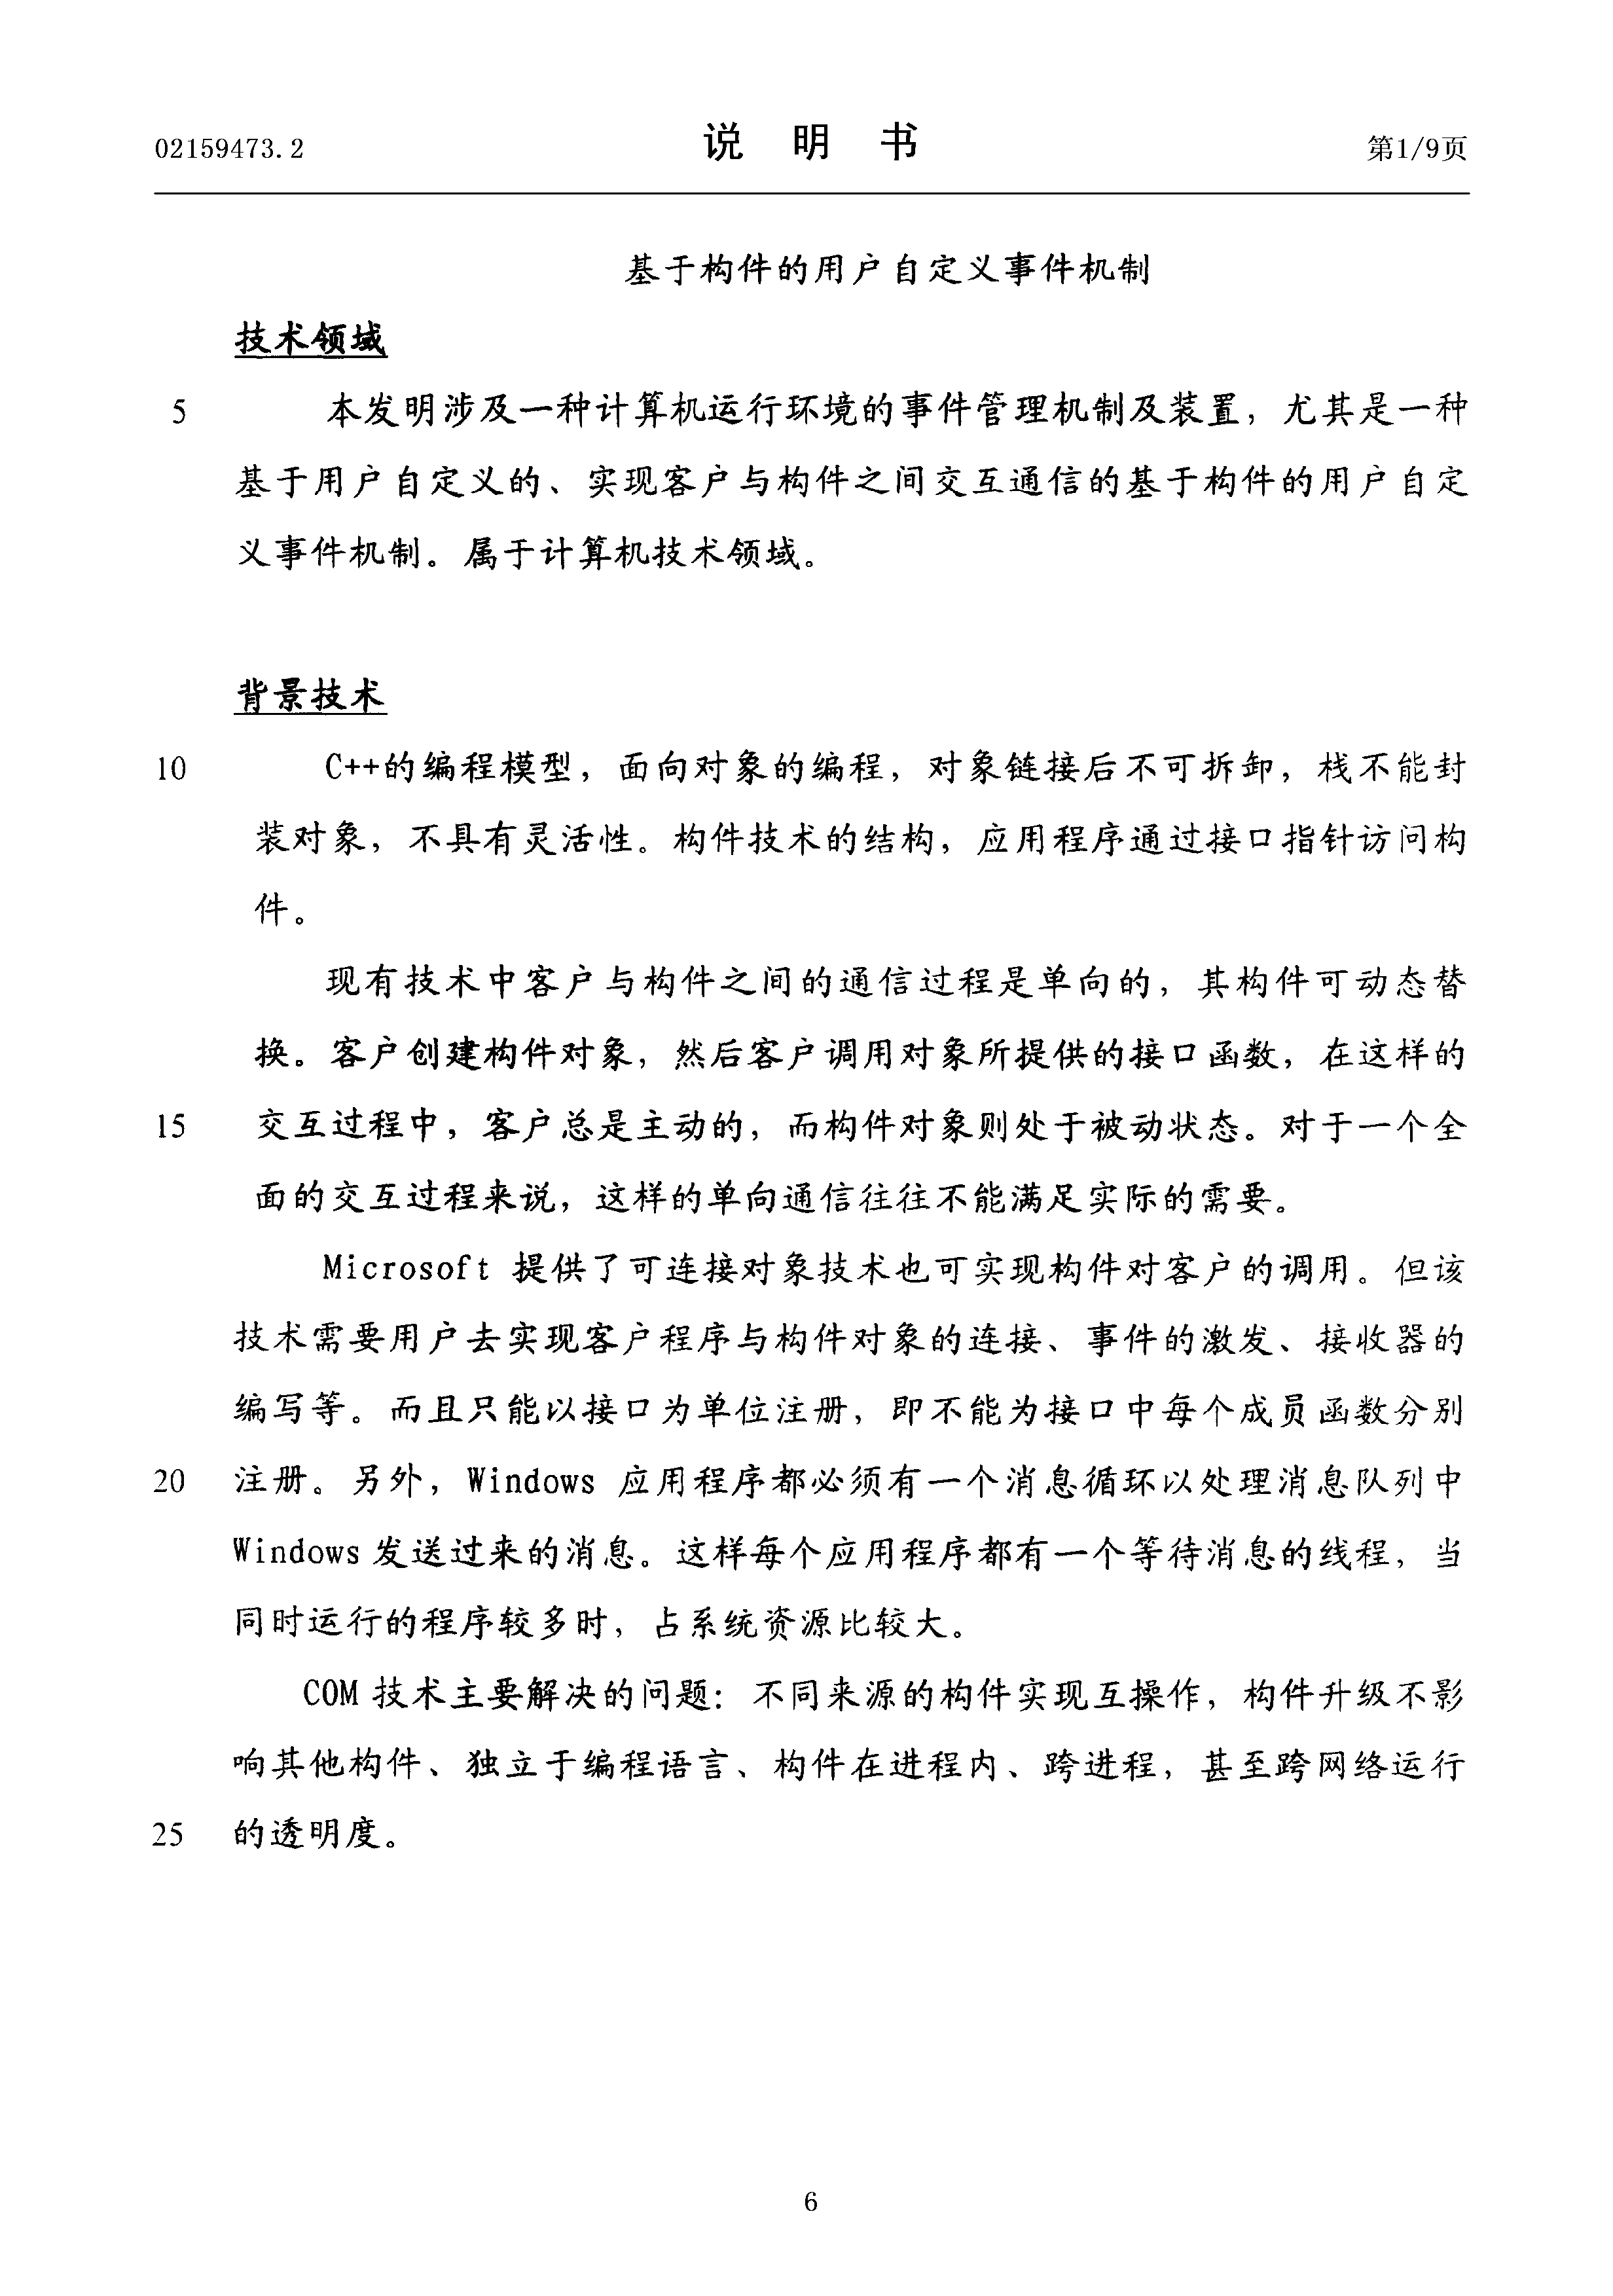 02159473.2
说 明 书
第1/9页
基于构件的用户自定义事件机制
技术领域
5 本发明涉及一种计算机运行环境的事件管理机制及装置，尤其是一种
基于用户自定义的、实现客户与构件之间交互通信的基于构件的用户自定
义事件机制。属于计算机技术领域。
背景技术
10 C++的编程模型，面向对象的编程，对象链接后不可拆卸，栈不能封
装对象，不具有灵活性。构件技术的结构，应用程序通过接口指针访问构
件。
现有技术中客户与构件之间的通信过程是单向的，其构件可动态替
换。客户创建构件对象，然后客户调用对象所提供的接口函数，在这样的
15 交互过程中，客户总是主动的，而构件对象则处于被动状态。对于一个全
面的交互过程来说，这样的单向通信往往不能满足实际的需要。
Microsoft 提供了可连接对象技术也可实现构件对客户的调用。但该
技术需要用户去实现客户程序与构件对象的连接、事件的激发、接收器的
编写等。而且只能以接口为单位注册，即不能为接口中每个成员函数分别
20 注册。另外，Windows 应用程序都必须有一个消息循环以处理消息队列中
Windows 发送过来的消息。这样每个应用程序都有一个等待消息的线程，当
同时运行的程序较多时，占系统资源比较大。
COM 技术主要解决的问题：不同来源的构件实现互操作，构件升级不影
响其他构件、独立于编程语言、构件在进程内、跨进程，甚至跨网络运行
25 的透明度。
6